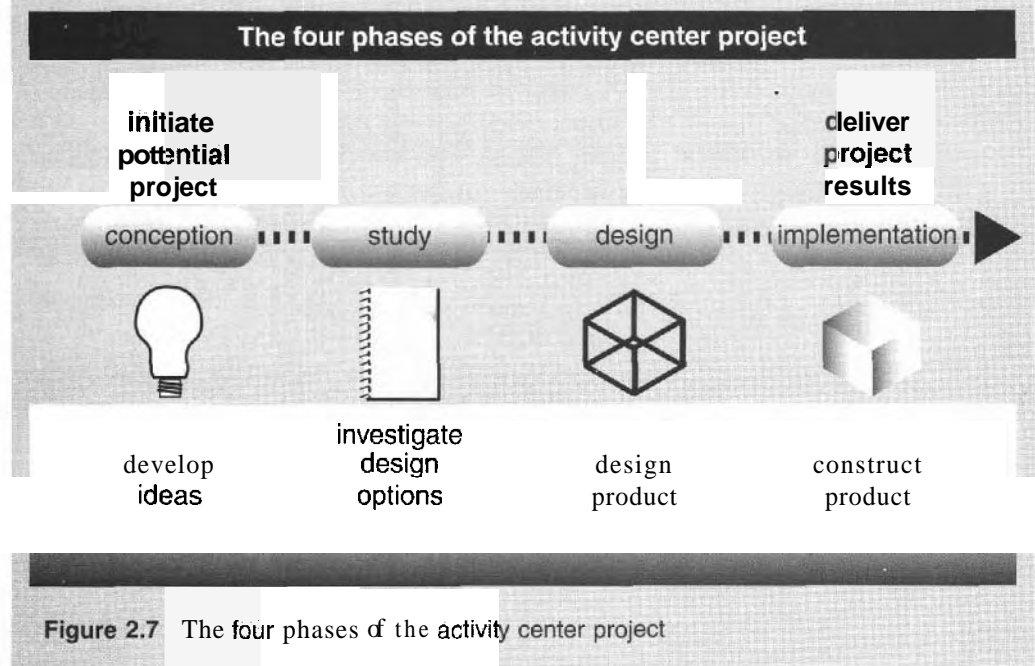 The four phases of the activity center project
initiate
potential
project
deliver
project
results
conception
study
design
implementation
develop
ideas
investigate
design
options
design
product
construct
product
Figure 2.7 The four phases of the activity center project